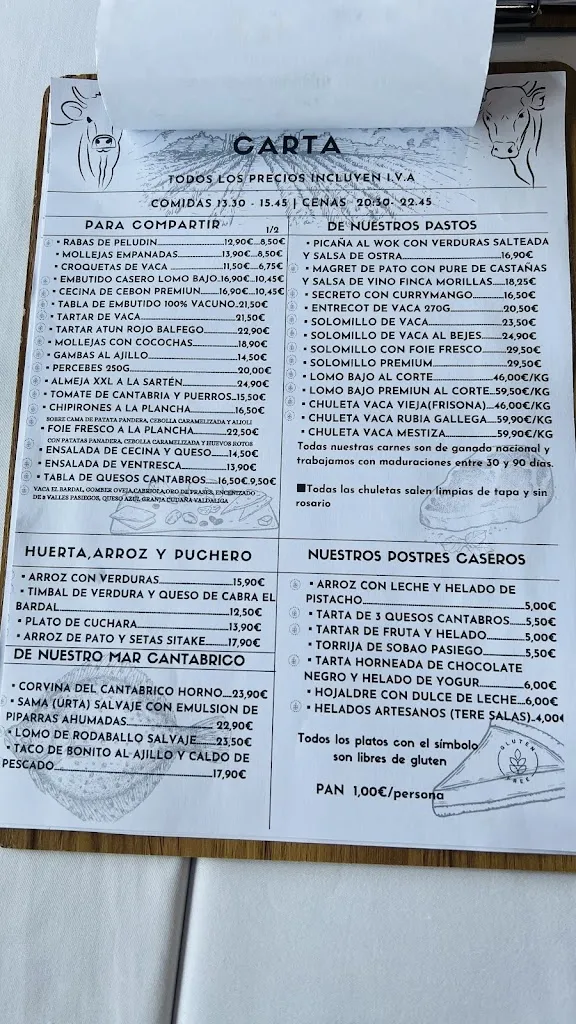 CARTA
TODOS LOS PRECIOS INCLUYEN I.V.A
COMIDAS 13.30 - 15.45 | CENAS 20:30- 22.45
PARA COMPARTIR 1/2
• RABAS DE PELUDIN...12,90€...8,50€
• MOLLEJAS EMPANADAS...13,90€...8,50€
• CROQUETAS DE VACA...11,50€...6,75€
• EMBUTIDO CASERO LOMO BAJO.16,90€...10,45€
• CECINA DE CEBON PREMIUN...16,90€...10,45€
• TABLA DE EMBUTIDO 100% VACUNO.21,50€
• TARTAR DE VACA...21,50€
• TARTAR ATUN ROJO BALFEGO...22,90€
• MOLLEJAS CON COCOCHAS...18,90€
• GAMBAS AL AJILLO...14,50€
• PERCEBES 250G...20,00€
• ALMEJA XXL A LA SARTÉN...24,90€
• TOMATE DE CANTABRIA Y PUERROS...15,50€
• CHIPIRONES A LA PLANCHA...16,50€
SOBRE CAMA DE PATATA PANDERA, CEBOLLA CARAMELIZADA Y ALIOLI
• FOIE FRESCO A LA PLANCHA...22,50€
CON PATATAS PANADERA, CEBOLLA CARAMELIZADA Y HUEVOS ROTOS
• ENSALADA DE CECINA Y QUESO...14,50€
• ENSALADA DE VENTRESCA...13,90€
• TABLA DE QUESOS CANTABROS...16,50€.9,50€
VACA EL BARDAL, GOMBER OVEJA, CABRIOLA, ORO DE PRASES,
3 VALLES PASIEGOS, QUESO AZUL GRANJA CUDAÑA VALDALIGA
DE NUESTROS PASTOS
• PICAÑA AL WOK CON VERDURAS SALTEADA
Y SALSA DE OSTRA...16,90€
• MAGRET DE PATO CON PURE DE CASTAÑAS
Y SALSA DE VINO FINCA MORILLAS...18,25€
• SECRETO CON CURRYMANGO...16,50€
• ENTRECOT DE VACA 270G...20,50€
• SOLOMILLO DE VACA...23,50€
• SOLOMILLO DE VACA AL BEJES...24,90€
• SOLOMILLO CON FOIE FRESCO...29,50€
• SOLOMILLO PREMIUM...29,50€
• LOMO BAJO AL CORTE...46,00€/KG
• LOMO BAJO PREMIUN AL CORTE..59,50€/KG
• CHULETA VACA VIEJA(FRISONA)...46,00€/KG
• CHULETA VACA RUBIA GALLEGA..59,90€/KG
• CHULETA VACA MESTIZA...59,90€/KG
Todas nuestras carnes son de ganado nacional y
trabajamos con maduraciones entre 30 y 90 días.
■Todas las chuletas salen limpias de tapa y sin
rosario
HUERTA,ARROZ Y PUCHERO
• ARROZ CON VERDURAS...15,90€
• TIMBAL DE VERDURA Y QUESO DE CABRA EL
BARDAL...12,50€
• PLATO DE CUCHARA...13,90€
• ARROZ DE PATO Y SETAS SITAKE...17,90€
DE NUESTRO MAR CANTABRICO
• CORVINA DEL CANTABRICO HORNO...23,90€
• SAMA (URTA) SALVAJE CON EMULSION DE
PIPARRAS AHUMADAS...22,90€
• LOMO DE RODABALLO SALVAJE...23,50€
• TACO DE BONITO AL AJILLO Y CALDO DE
PESCADO...17,90€
NUESTROS POSTRES CASEROS
• ARROZ CON LECHE Y HELADO DE
PISTACHO...5,00€
• TARTA DE 3 QUESOS CANTABROS...5,50€
• TARTAR DE FRUTA Y HELADO...5,00€
• TORRIJA DE SOBAO PASIEGO...5,50€
• TARTA HORNEADA DE CHOCOLATE
NEGRO Y HELADO DE YOGUR...6,00€
• HOJALDRE CON DULCE DE LECHE...6,00€
• HELADOS ARTESANOS (TERE SALAS)..4,00€
Todos los platos con el símbolo
son libres de gluten
GLUTEN FREE
PAN 1,00€/persona